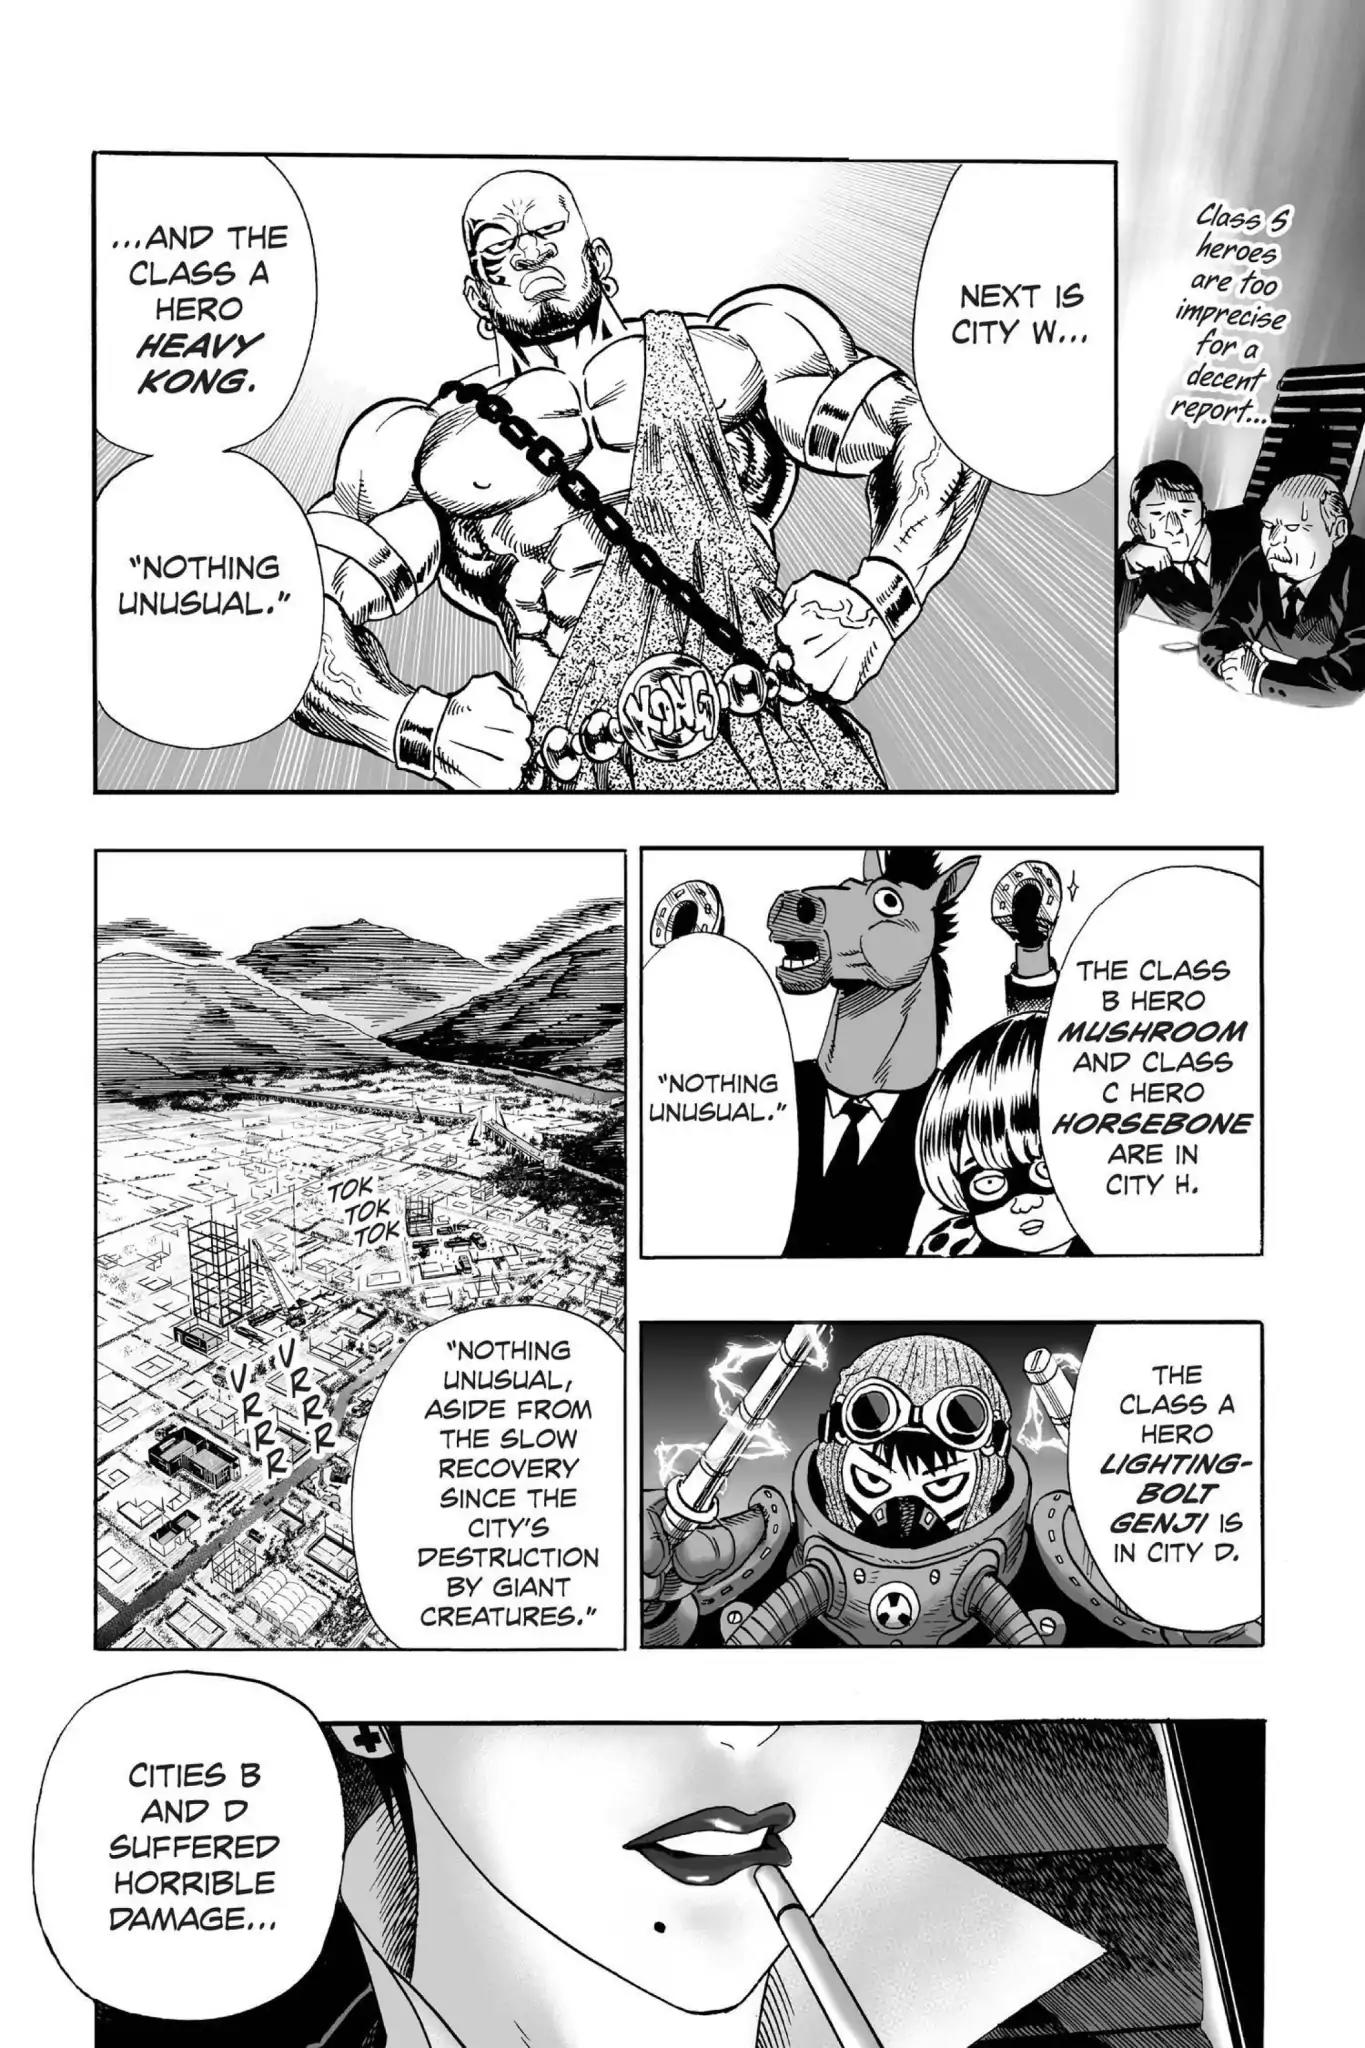 Class S
heroes
are too
imprecise
for a
decent
report...
NEXT IS
CITY W...
...AND THE
CLASS A
HERO
HEAVY
KONG.
"NOTHING
UNUSUAL."
KONG
THE CLASS
B HERO
MUSHROOM
AND CLASS
C HERO
HORSEBONE
ARE IN
CITY H.
"NOTHING
UNUSUAL."
THE
CLASS A
HERO
LIGHTING-
BOLT
GENJI IS
IN CITY D.
TOK
TOK
TOK
VRRR
VRRR
"NOTHING
UNUSUAL,
ASIDE FROM
THE SLOW
RECOVERY
SINCE THE
CITY'S
DESTRUCTION
BY GIANT
CREATURES."
CITIES B
AND D
SUFFERED
HORRIBLE
DAMAGE...